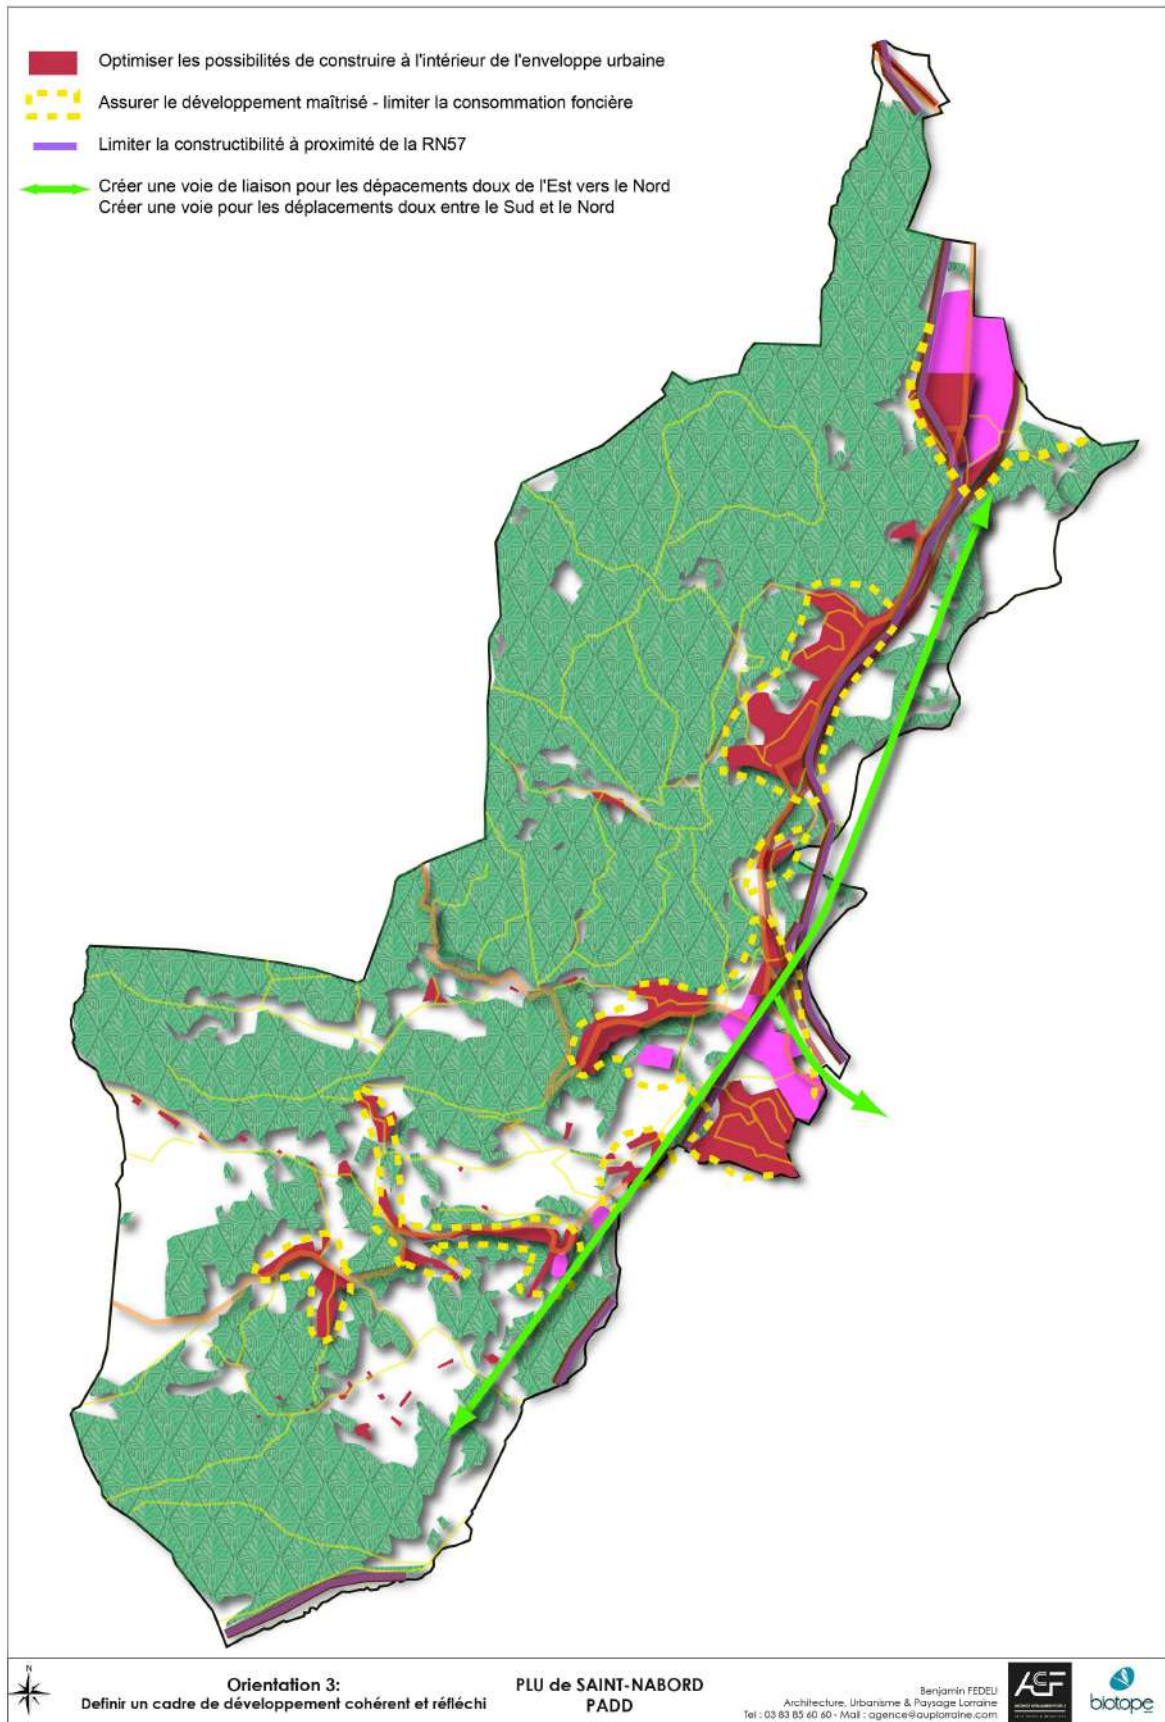 Optimiser les possibilités de construire à l'intérieur de l'enveloppe urbaine
Assurer le développement maîtrisé - limiter la consommation foncière
Limiter la constructibilité à proximité de la RN57
Créer une voie de liaison pour les dépacements doux de l'Est vers le Nord
Créer une voie pour les déplacements doux entre le Sud et le Nord
N
Orientation 3:
Definir un cadre de développement cohérent et réfléchi
PLU de SAINT-NABORD
PADD
Benjamin FEDELI
Architecture, Urbanisme & Paysage Lorraine
Tel : 03 83 85 60 60 - Mail : agence@auplorraine.com
biotope